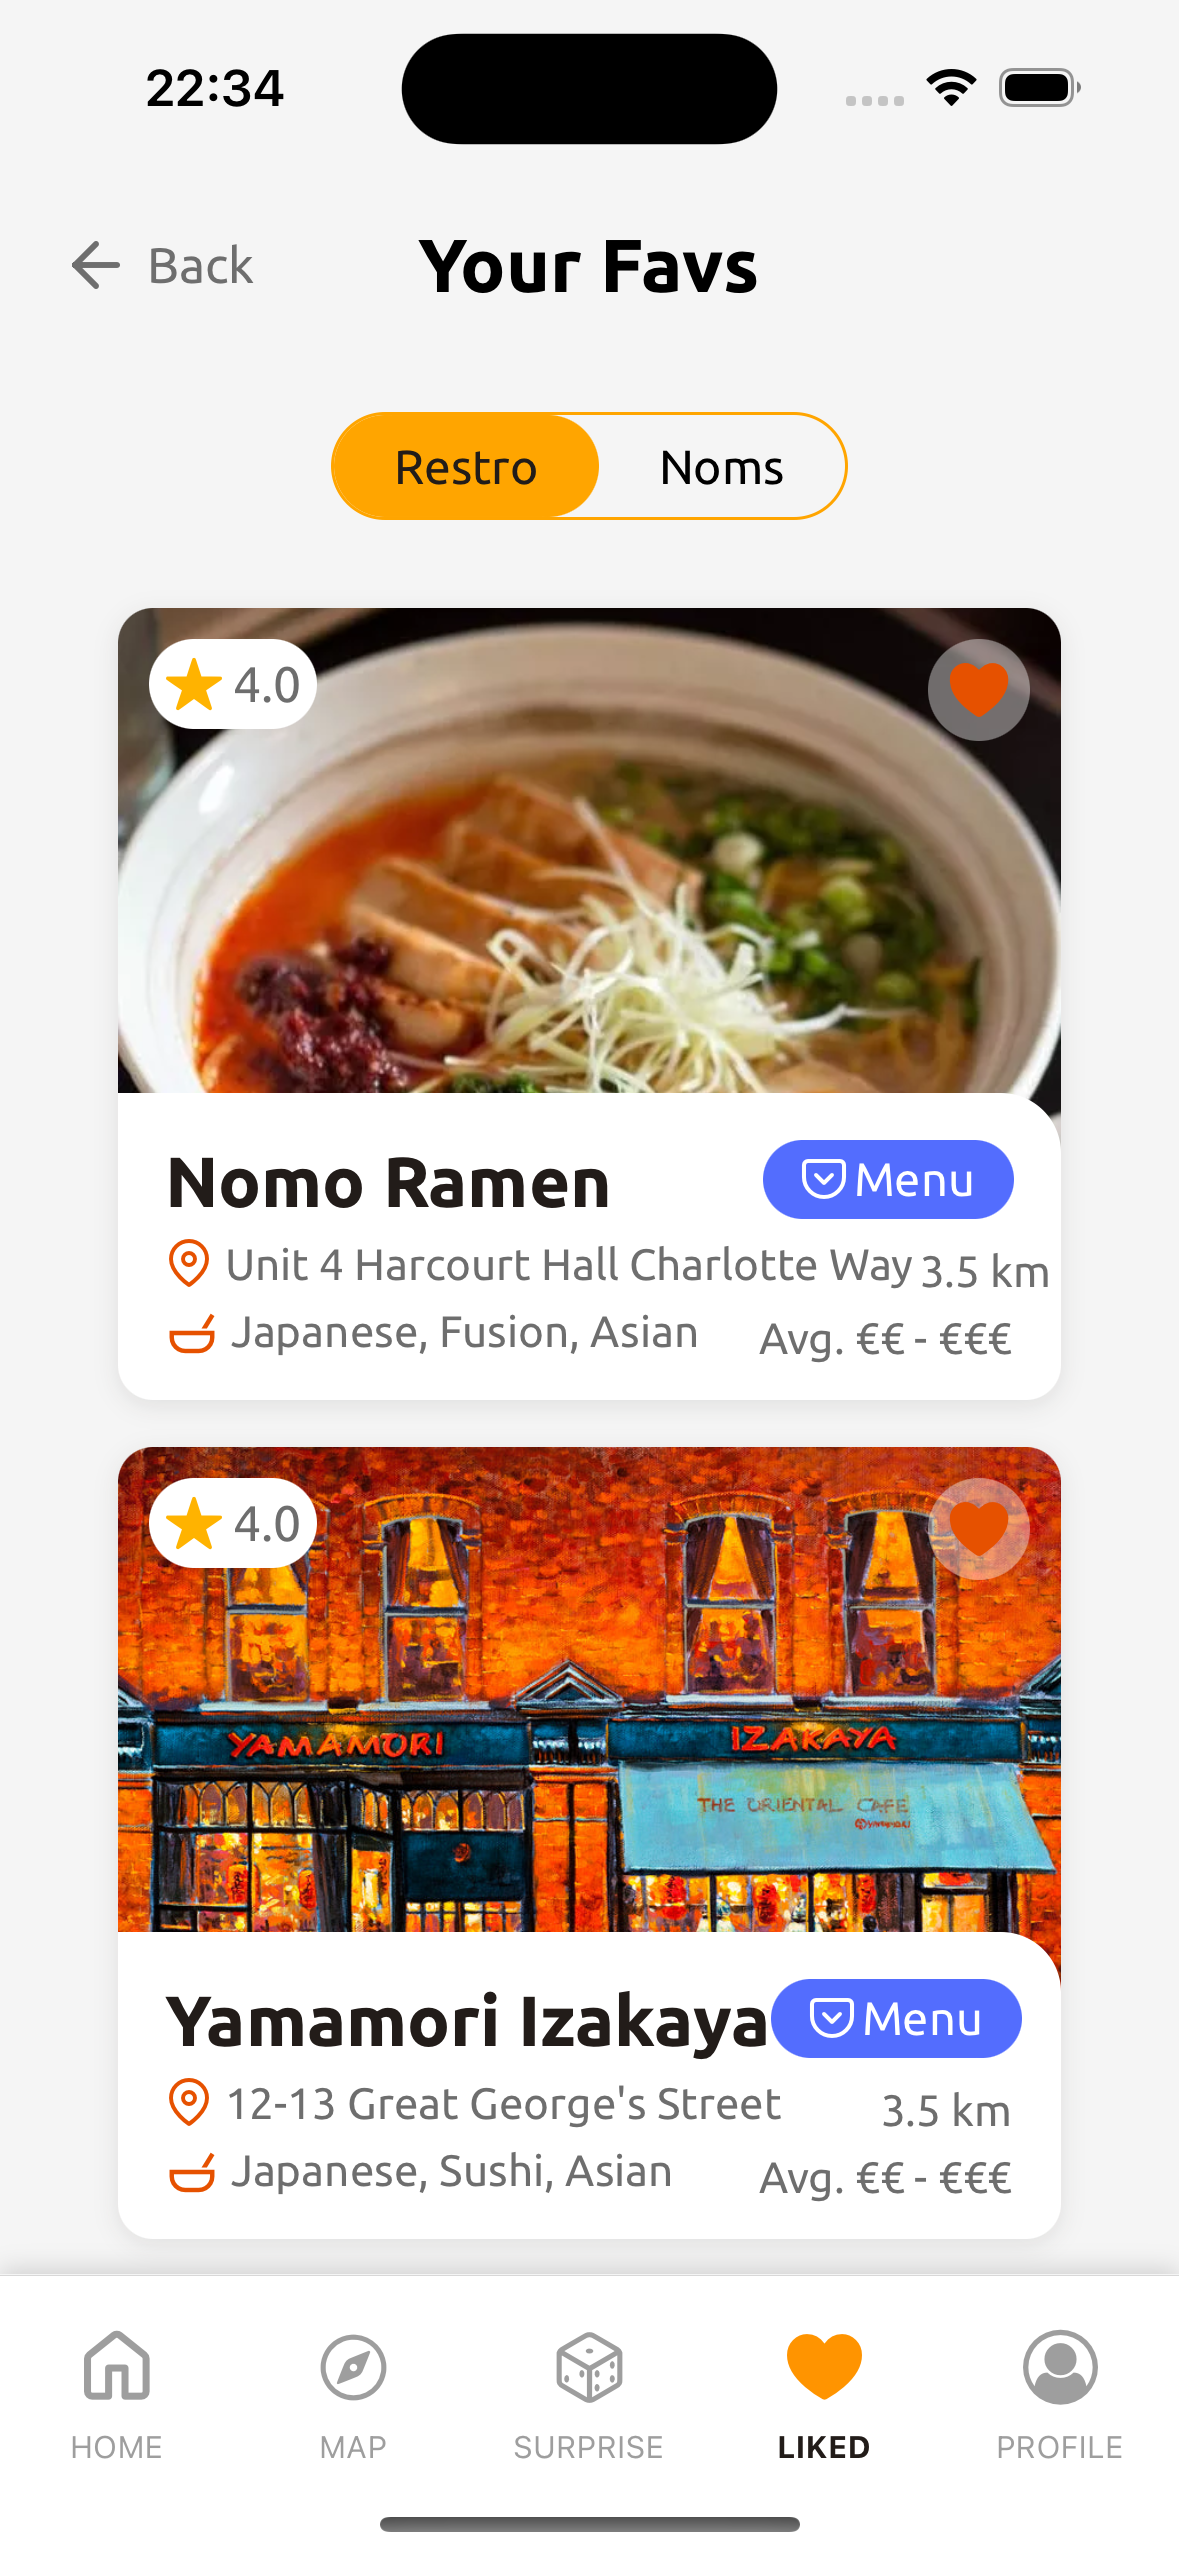 22:34
Back
Your Favs
Restro
Noms
4.0
Nomo Ramen
Menu
Unit 4 Harcourt Hall Charlotte Way
3.5 km
Japanese, Fusion, Asian
Avg. €€ - €€€
4.0
YAMAMORI
IZAKAYA
THE ORIENTAL CAFE
Yamamori Izakaya
Menu
12-13 Great George's Street
3.5 km
Japanese, Sushi, Asian
Avg. €€ - €€€
HOME
MAP
SURPRISE
LIKED
PROFILE